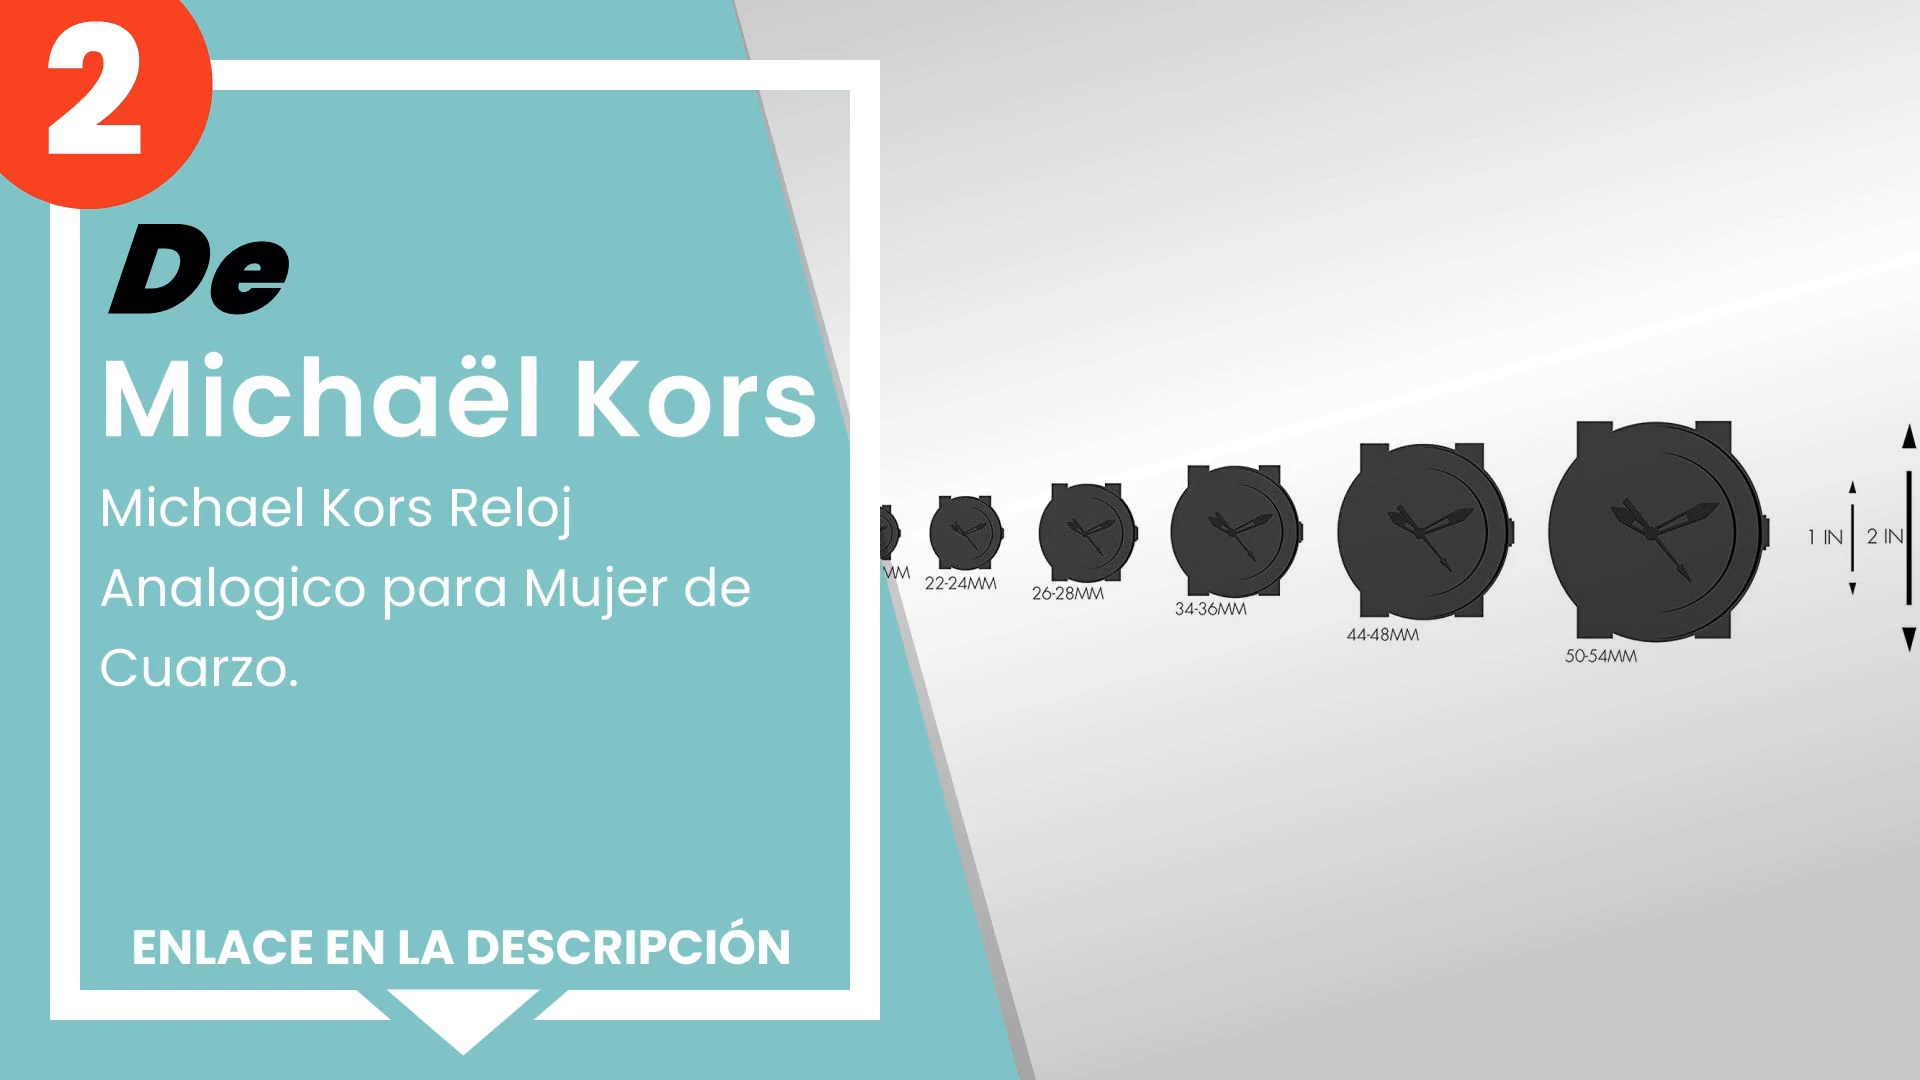 2
De
Michaël Kors
Michael Kors Reloj
Analogico para Mujer de
Cuarzo.
ENLACE EN LA DESCRIPCIÓN
22-24MM
26-28MM
34-36MM
44-48MM
50-54MM
1 IN
2 IN